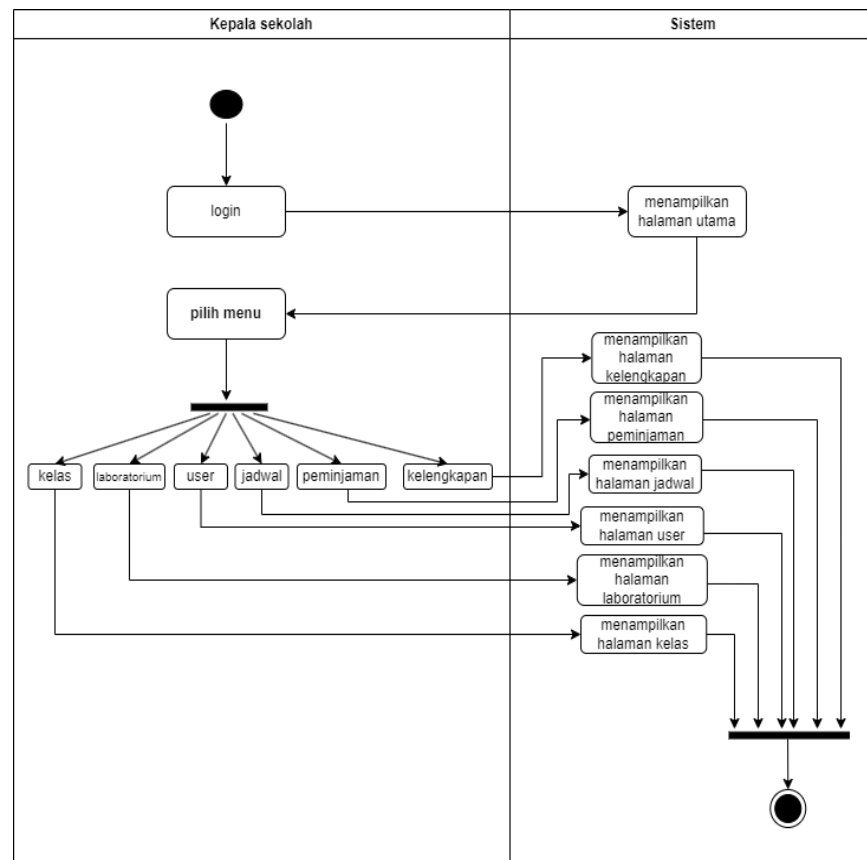 Kepala sekolah
Sistem
login
menampilkan
halaman utama
pilih menu
menampilkan
halaman
kelengkapan
menampilkan
halaman
peminjaman
kelas
laboratorium
user
jadwal
peminjaman
kelengkapan
menampilkan
halaman jadwal
menampilkan
halaman user
menampilkan
halaman
laboratorium
menampilkan
halaman kelas